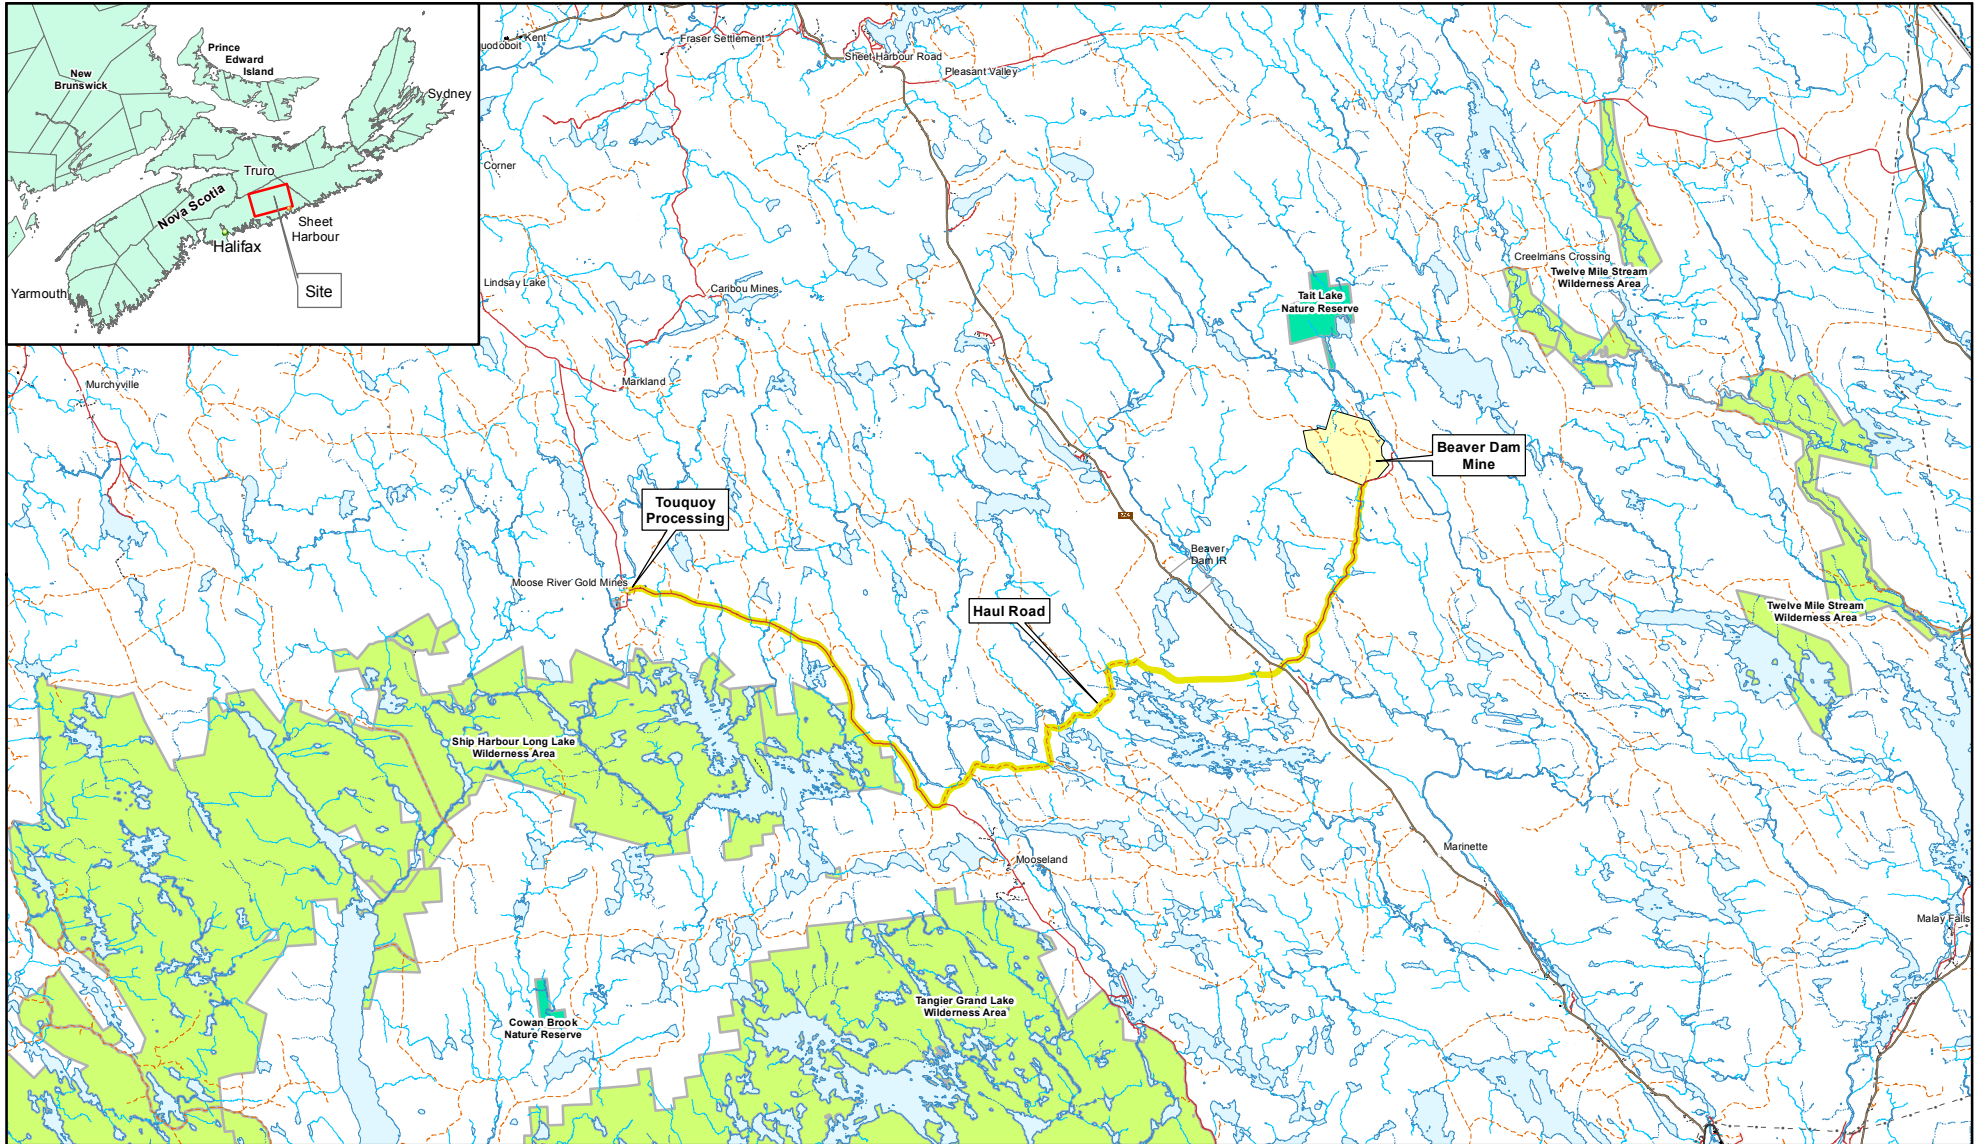 Prince
Edward
Island
New
Brunswick
Sydney
Truro
Nova Scotia
Sheet
Harbour
Halifax
Yarmouth
Site
Kent
Fraser Settlement
Sheet Harbour Road
Pleasant Valley
Corner
Lindsay Lake
Caribou Mines
Creelmans Crossing
Twelve Mile Stream
Wilderness Area
Tait Lake
Nature Reserve
Murchyville
Markland
Beaver Dam
Mine
Touquoy
Processing
224
Beaver
Dam IR
Moose River Gold Mines
Haul Road
Twelve Mile Stream
Wilderness Area
Ship Harbour Long Lake
Wilderness Area
Marinette
Mooseland
Malay Falls
Tangier Grand Lake
Wilderness Area
Cowan Brook
Nature Reserve